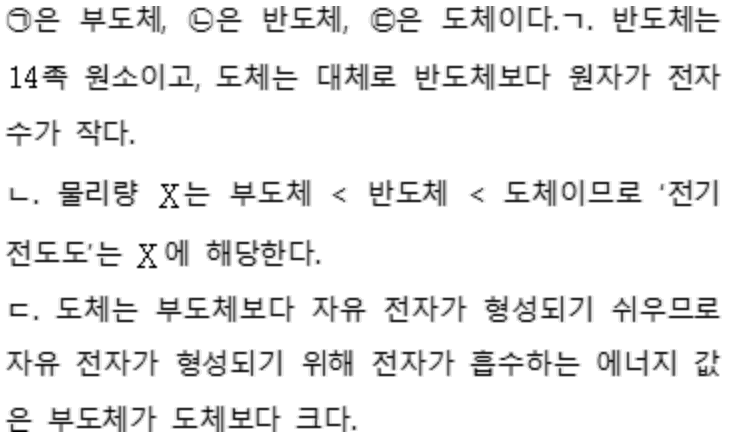 ㉠은 부도체, ㉡은 반도체, ㉢은 도체이다.ㄱ. 반도체는
14족 원소이고, 도체는 대체로 반도체보다 원자가 전자
수가 작다.
ㄴ. 물리량 X는 부도체 < 반도체 < 도체이므로 ‘전기
전도도’는 X에 해당한다.
ㄷ. 도체는 부도체보다 자유 전자가 형성되기 쉬우므로
자유 전자가 형성되기 위해 전자가 흡수하는 에너지 값
은 부도체가 도체보다 크다.